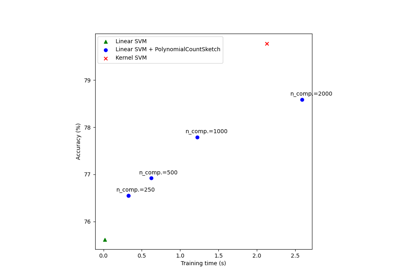 Linear SVM
Linear SVM + PolynomialCountSketch
Kernel SVM
n_comp.=2000
n_comp.=1000
n_comp.=500
n_comp.=250
79
78
77
76
Accuracy (%)
0.0 0.5 1.0 1.5 2.0 2.5
Training time (s)